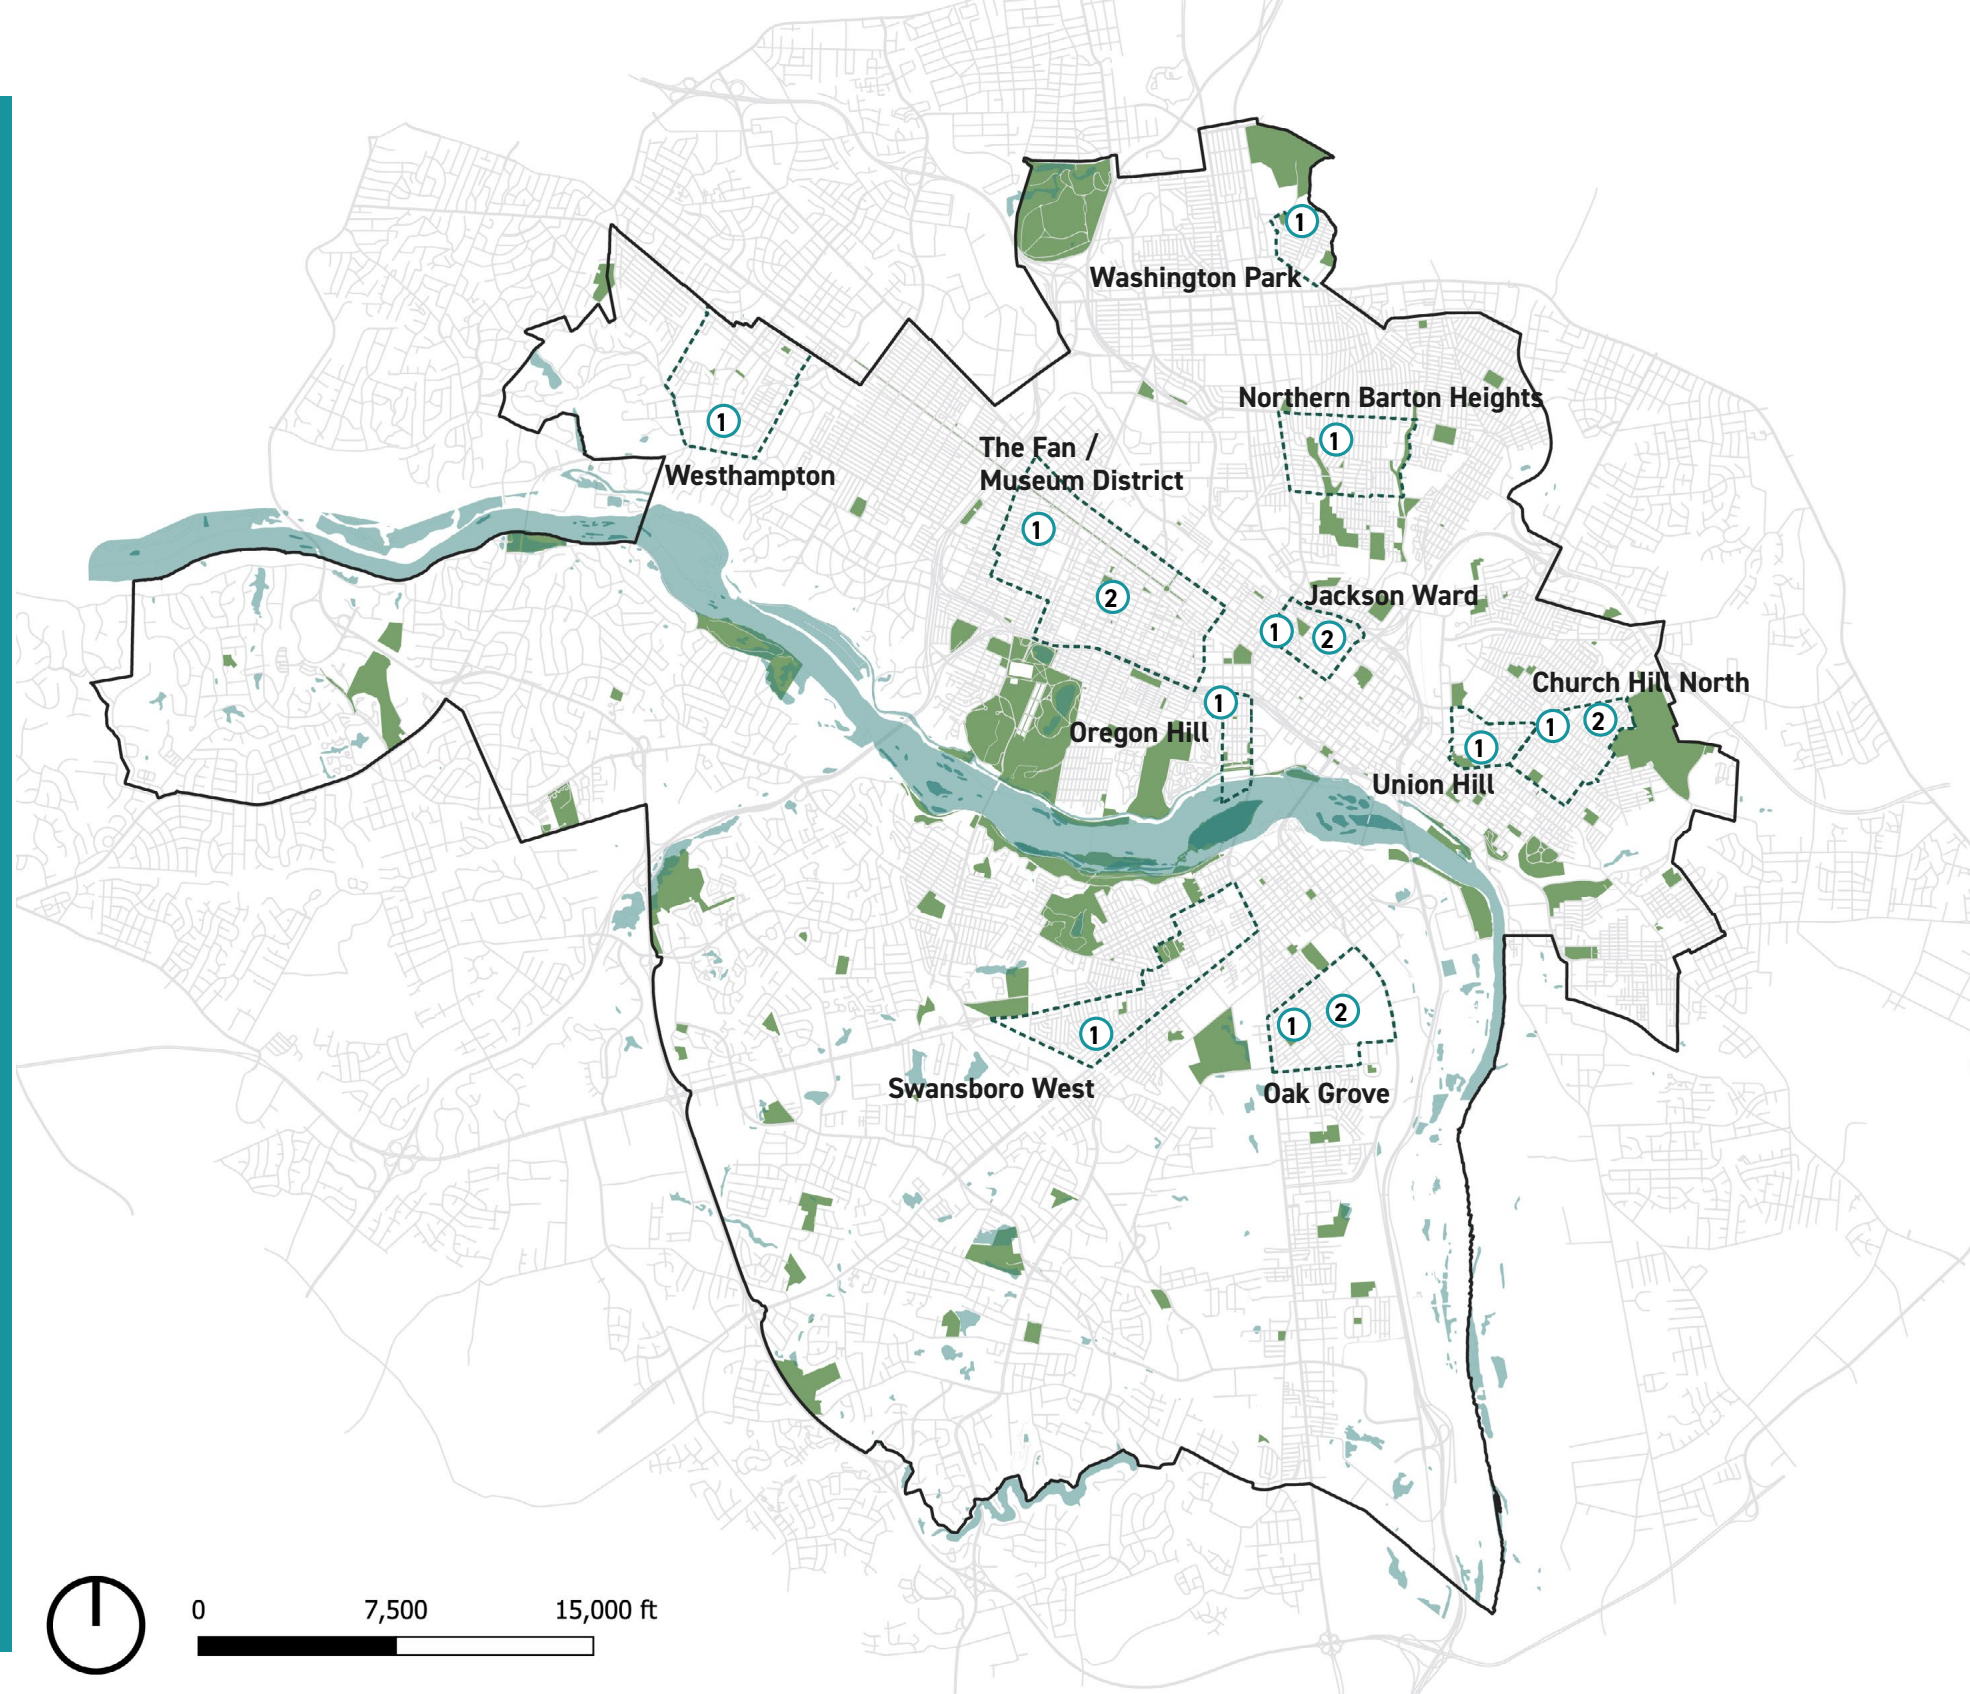 1
Washington Park
Northern Barton Heights
1
1
Westhampton
The Fan /
Museum District
1
2
Jackson Ward
1
2
Church Hill North
1
2
1
Union Hill
1
Oregon Hill
1
Swansboro West
1
2
Oak Grove
0
7,500
15,000 ft